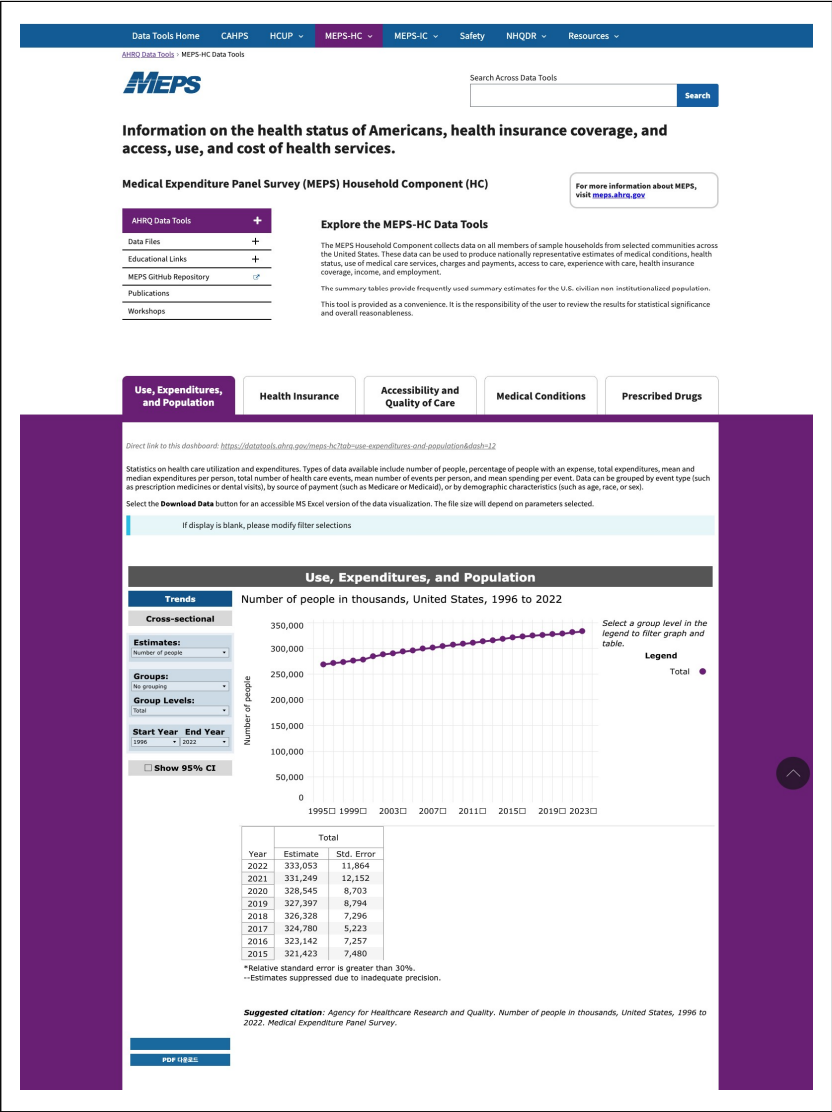 Data Tools Home CAHPS HCUP MEPS-HC MEPS-IC Safety NHQDR Resources
AHRQ Data Tools › MEPS-HC Data Tools
MEPS
Search Across Data Tools
Search
Information on the health status of Americans, health insurance coverage, and
access, use, and cost of health services.
Medical Expenditure Panel Survey (MEPS) Household Component (HC)
For more information about MEPS,
visit meps.ahrq.gov
AHRQ Data Tools +
Data Files +
Educational Links +
MEPS GitHub Repository
Publications
Workshops
Explore the MEPS-HC Data Tools
The MEPS Household Component collects data on all members of sample households from selected communities across
the United States. These data can be used to produce nationally representative estimates of medical conditions, health
status, use of medical care services, charges and payments, access to care, experience with care, health insurance
coverage, income, and employment.
The summary tables provide frequently used summary estimates for the U.S. civilian non-institutionalized population.
This tool is provided as a convenience. It is the responsibility of the user to review the results for statistical significance
and overall reasonableness.
Use, Expenditures,
and Population
Health Insurance
Accessibility and
Quality of Care
Medical Conditions
Prescribed Drugs
Direct link to this dashboard: https://datatools.ahrq.gov/meps-hc?tab=use-expenditures-and-population&dash=12
Statistics on health care utilization and expenditures. Types of data available include number of people, percentage of people with an expense, total expenditures, mean and
median expenditures per person, total number of health care events, mean number of events per person, and mean spending per event. Data can be grouped by event type (such
as prescription medicines or dental visits), by source of payment (such as Medicare or Medicaid), or by demographic characteristics (such as age, race, or sex).
Select the Download Data button for an accessible MS Excel version of the data visualization. The file size will depend on parameters selected.
If display is blank, please modify filter selections
Use, Expenditures, and Population
Trends
Cross-sectional
Estimates:
Number of people
Groups:
No grouping
Group Levels:
Total
Start Year End Year
1996 2022
Show 95% CI
Number of people in thousands, United States, 1996 to 2022
Number of people
350,000
300,000
250,000
200,000
150,000
100,000
50,000
0
1995 1999 2003 2007 2011 2015 2019 2023
Select a group level in the
legend to filter graph and
table.
Legend
Total
Total
Year Estimate Std. Error
2022 333,053 11,864
2021 331,249 12,152
2020 328,545 8,703
2019 327,397 8,794
2018 326,328 7,296
2017 324,780 5,223
2016 323,142 7,257
2015 321,423 7,480
*Relative standard error is greater than 30%.
--Estimates suppressed due to inadequate precision.
Suggested citation: Agency for Healthcare Research and Quality. Number of people in thousands, United States, 1996 to
2022. Medical Expenditure Panel Survey.
PDF 다운로드